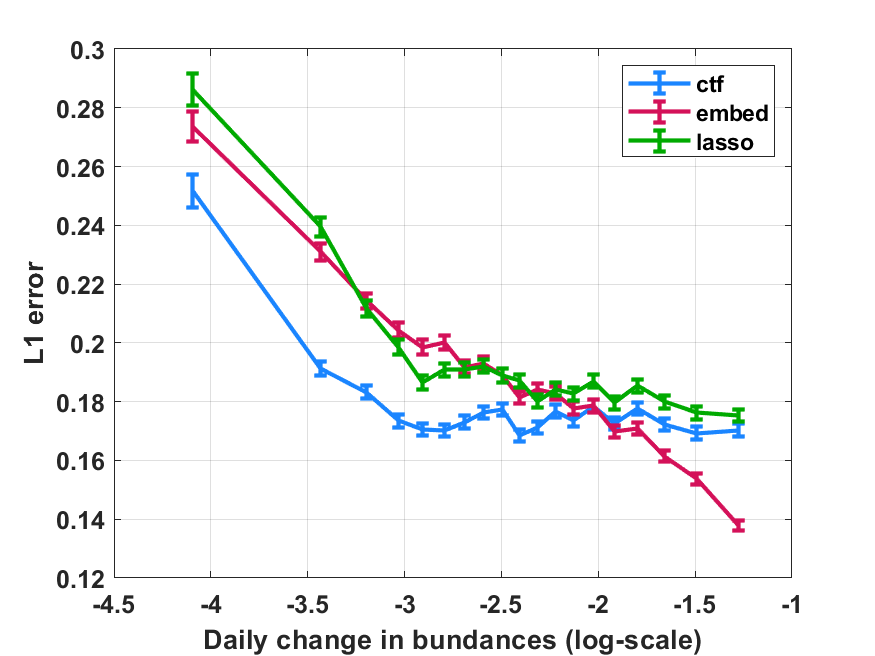 0.3
0.28
0.26
0.24
0.22
0.2
0.18
0.16
0.14
0.12
L1 error
ctf
embed
lasso
-4.5 -4 -3.5 -3 -2.5 -2 -1.5 -1
Daily change in bundances (log-scale)